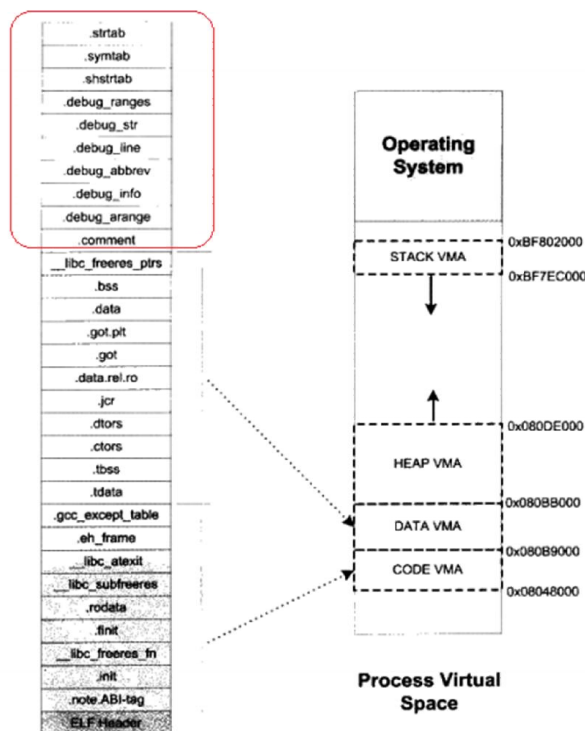 .strtab
.symtab
.shstrtab
.debug_ranges
.debug_str
.debug_line
.debug_abbrev
.debug_info
.debug_arange
.comment
__libc_freeres_ptrs
.bss
.data
.got.plt
.got
.data.rel.ro
.jcr
.dtors
.ctors
.tbss
.tdata
.gcc_except_table
.eh_frame
__libc_atexit
__libc_subfreeres
.rodata
.finit
__libc_freeres_fn
.init
.note.ABI-tag
ELF Header
Operating
System
0xBF802000
STACK VMA
0xBF7EC000
0x080DE000
HEAP VMA
0x080BB000
DATA VMA
0x080B9000
CODE VMA
0x08048000
Process Virtual
Space